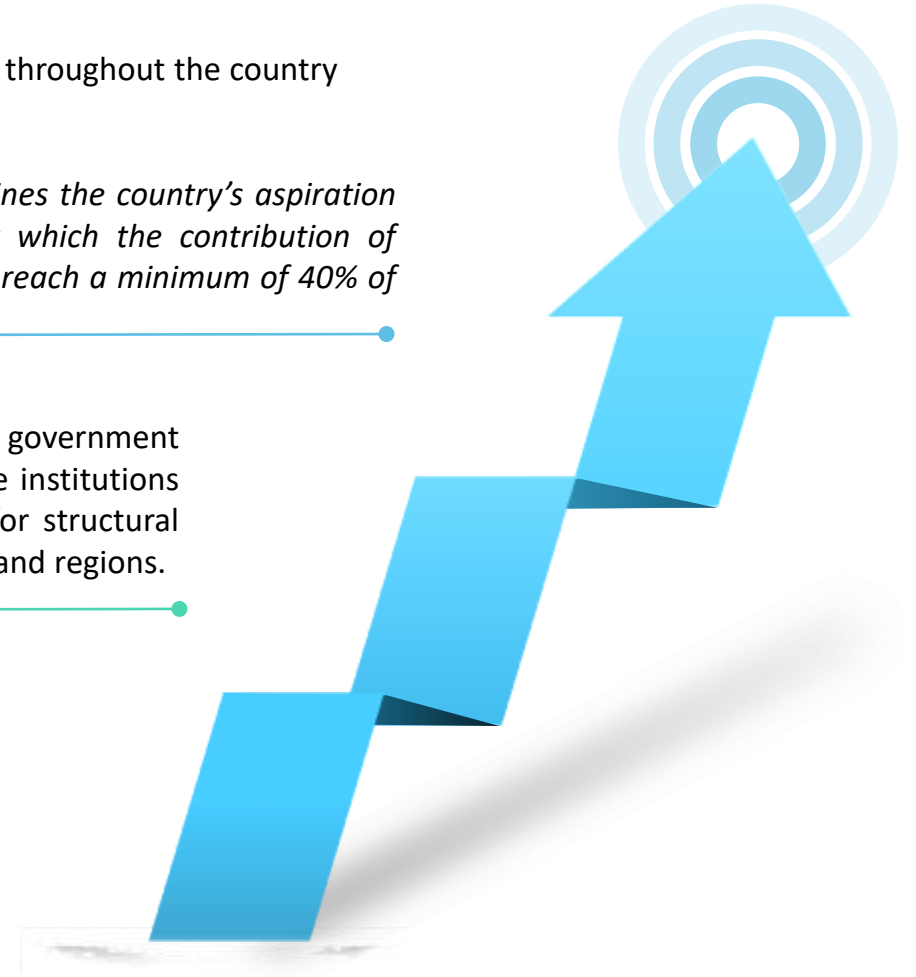 throughout the country
nes the country’s aspiration
which the contribution of
reach a minimum of 40% of
government
institutions
or structural
and regions.